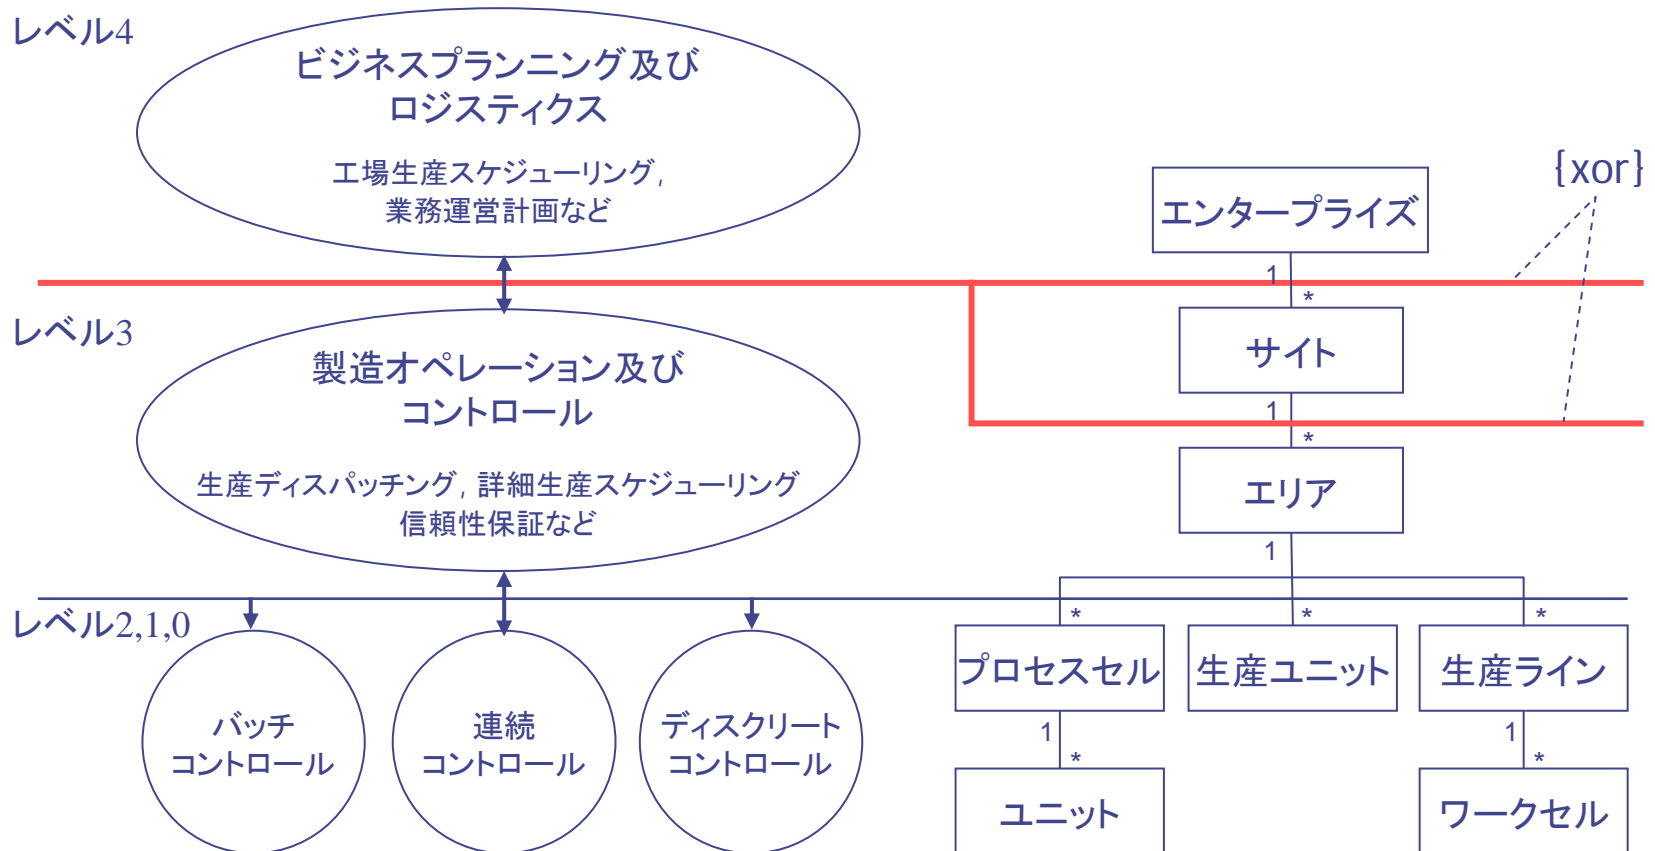 レベル4
ビジネスプランニング及び
ロジスティクス
工場生産スケジューリング,
業務運営計画など
{xor}
エンタープライズ
1
*
レベル3
サイト
製造オペレーション及び
コントロール
1
*
エリア
生産ディスパッチング, 詳細生産スケジューリング
信頼性保証など
1
レベル2,1,0
* * *
プロセスセル 生産ユニット 生産ライン
バッチ
コントロール
連続
コントロール
ディスクリート
コントロール
1 1
* *
ユニット ワークセル